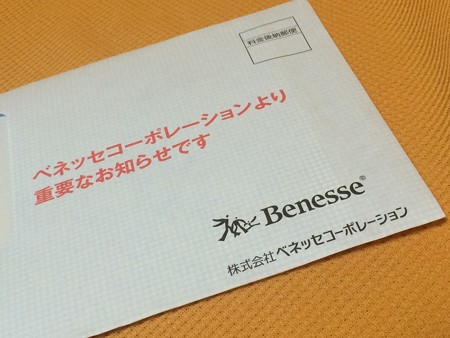 料金後納郵便
ベネッセコーポレーションより
重要なお知らせです
Benesse®
株式会社ベネッセコーポレーション